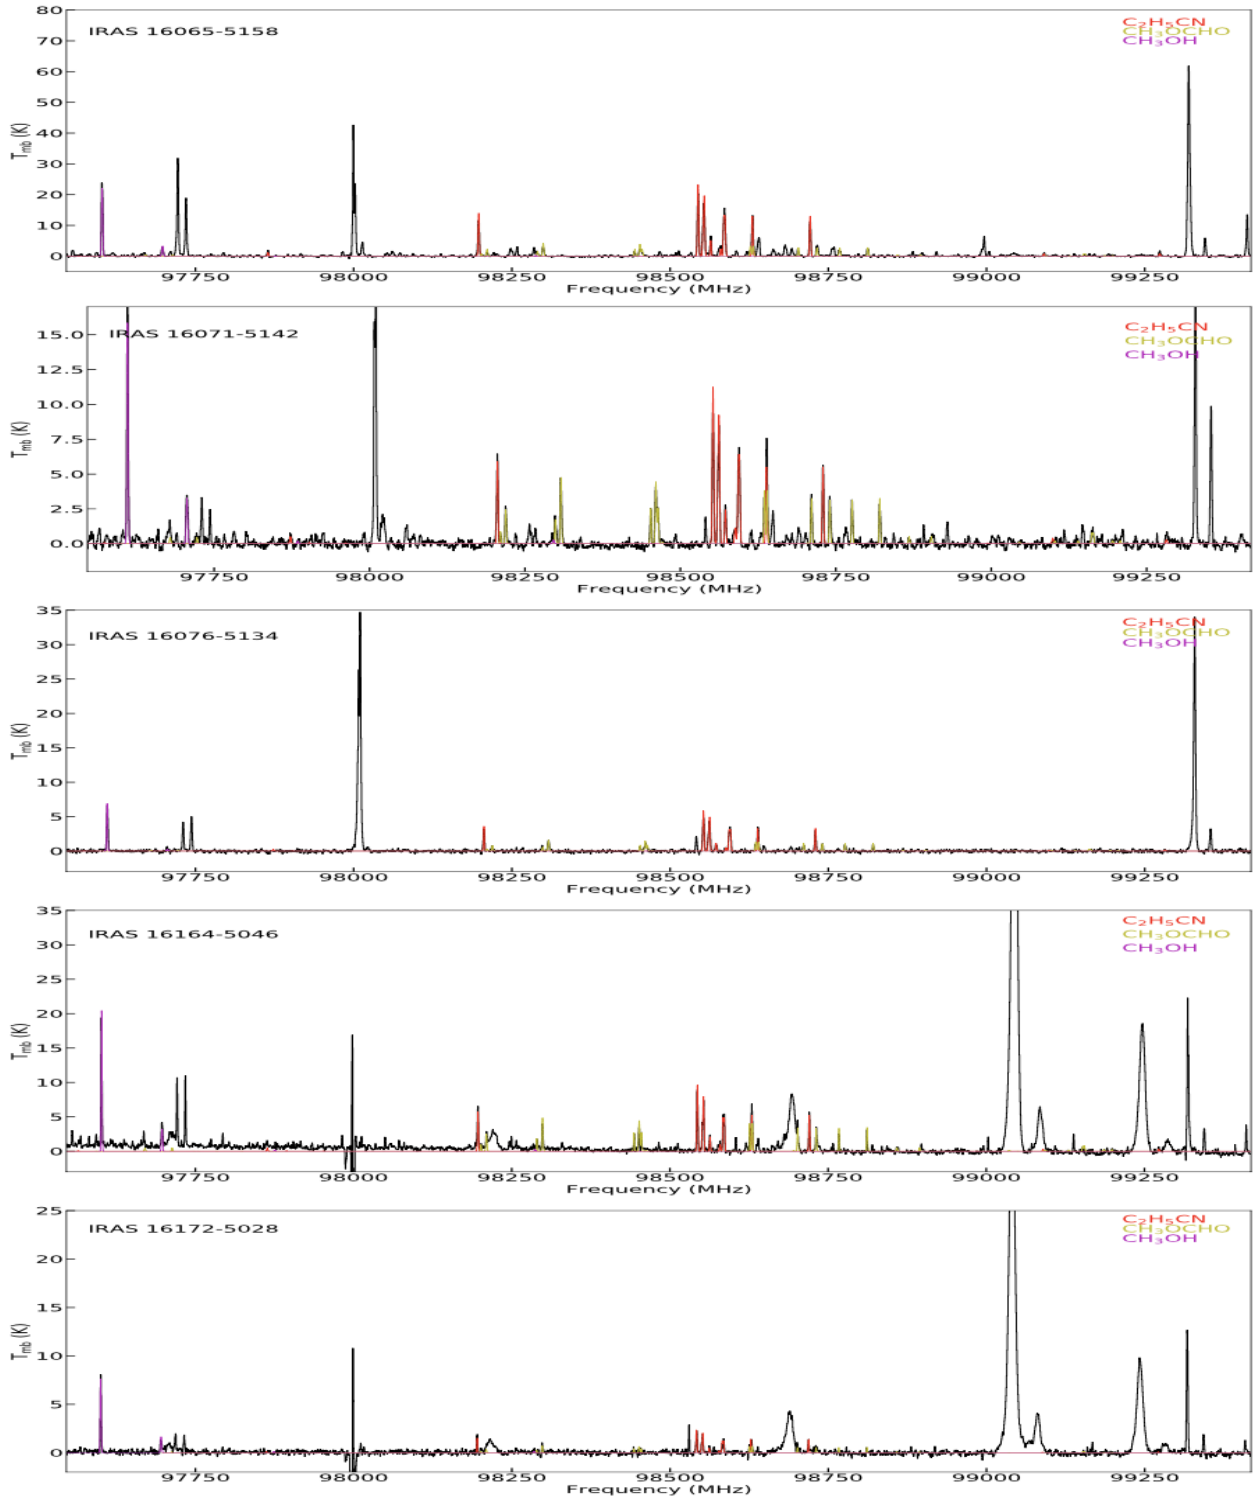 80
IRAS 16065-5158
C₂H₅CN
70
CH₃OCHO
CH₃OH
60
50
40
30
20
10
0
T_mb (K)
97750 98000 98250 98500 98750 99000 99250
Frequency (MHz)
IRAS 16071-5142
C₂H₅CN
15.0
CH₃OCHO
CH₃OH
12.5
10.0
7.5
5.0
2.5
0.0
T_mb (K)
97750 98000 98250 98500 98750 99000 99250
Frequency (MHz)
35
IRAS 16076-5134
C₂H₅CN
CH₃OCHO
30
CH₃OH
25
20
15
10
5
0
T_mb (K)
97750 98000 98250 98500 98750 99000 99250
Frequency (MHz)
35
IRAS 16164-5046
C₂H₅CN
CH₃OCHO
30
CH₃OH
25
20
15
10
5
0
T_mb (K)
97750 98000 98250 98500 98750 99000 99250
Frequency (MHz)
25
IRAS 16172-5028
C₂H₅CN
CH₃OCHO
CH₃OH
20
15
10
5
0
T_mb (K)
97750 98000 98250 98500 98750 99000 99250
Frequency (MHz)